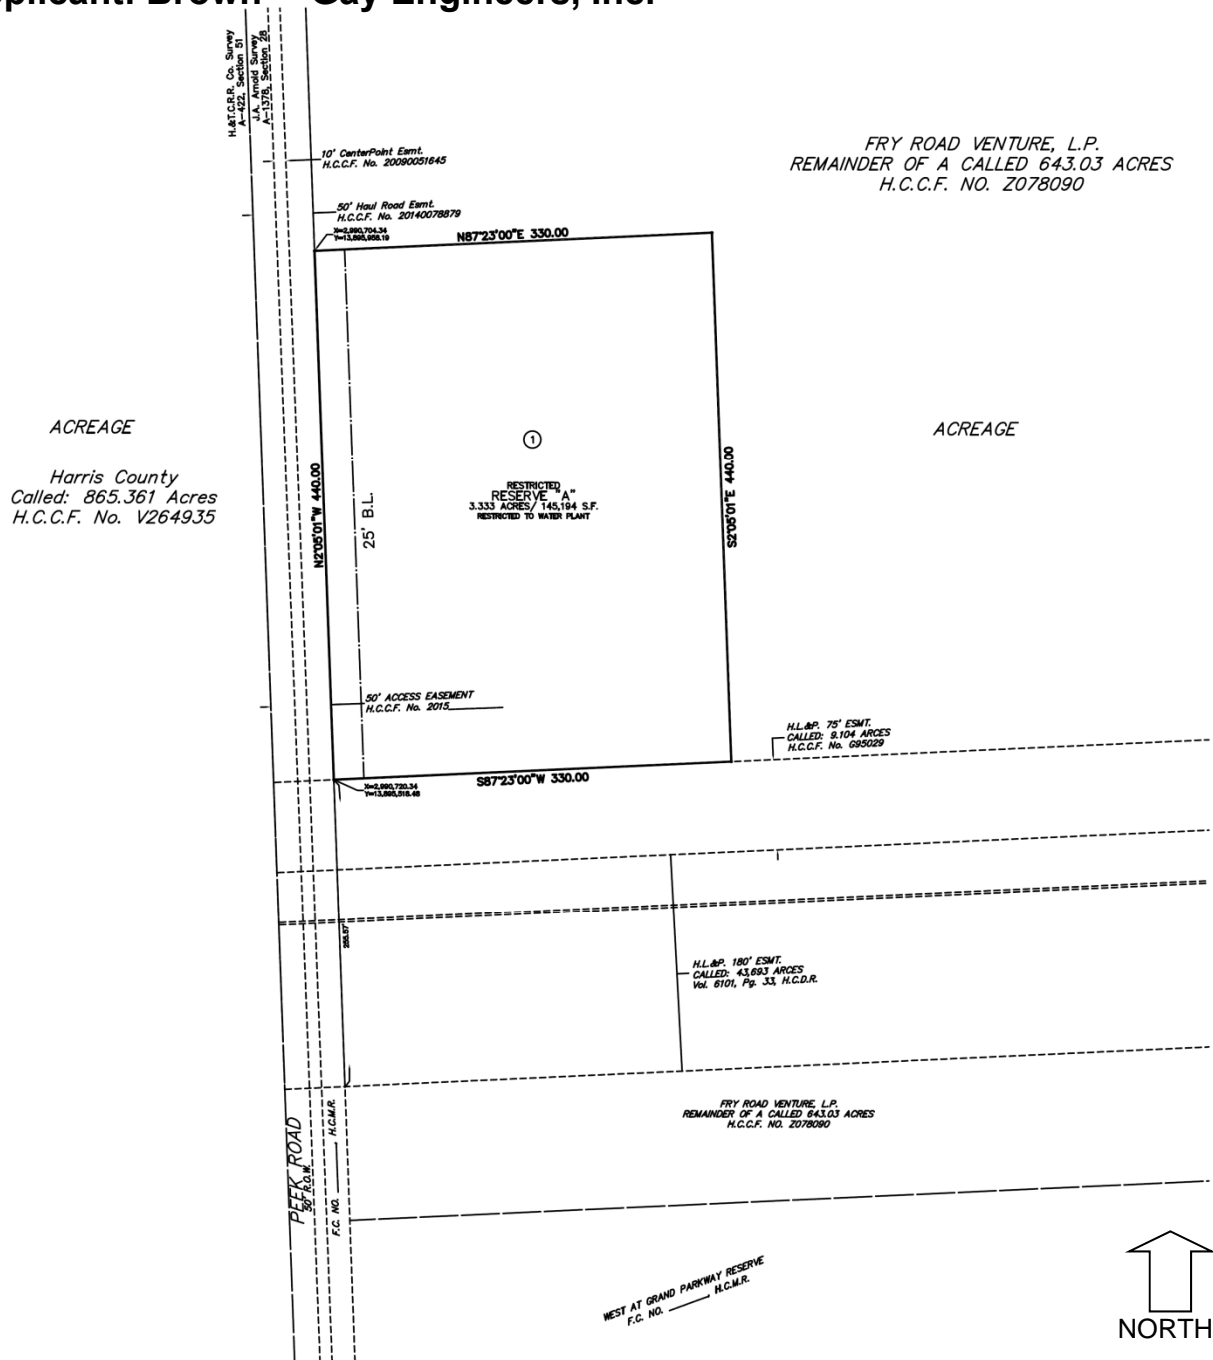 Brown
Gay Engineers, Inc.
H.&T.C.R.R. Co. Survey
A-422, Section 51
J.A. Arnold Survey
A-1378, Section 28
10' CenterPoint Esmt.
H.C.C.F. No. 20090051645
FRY ROAD VENTURE, L.P.
REMAINDER OF A CALLED 643.03 ACRES
H.C.C.F. NO. Z078090
50' Haul Road Esmt.
H.C.C.F. No. 20140078879
X=2,990,704.34
Y=13,895,958.19
N87°23'00"E 330.00
ACREAGE
Harris County
Called: 865.361 Acres
H.C.C.F. No. V264935
N2°05'01"W 440.00
25' B.L.
1
RESTRICTED
RESERVE "A"
3.333 ACRES/ 145,194 S.F.
RESTRICTED TO WATER PLANT
S2°05'01"E 440.00
ACREAGE
50' ACCESS EASEMENT
H.C.C.F. No. 2015________
H.L.&P. 75' ESMT.
CALLED: 9.104 ARCES
H.C.C.F. No. G95029
S87°23'00"W 330.00
X=2,990,720.34
Y=13,895,518.48
255.57'
H.L.&P. 180' ESMT.
CALLED: 43,693 ARCES
Vol. 6101, Pg. 33, H.C.D.R.
FRY ROAD VENTURE, L.P.
REMAINDER OF A CALLED 643.03 ACRES
H.C.C.F. NO. Z078090
PEEK ROAD
50' R.O.W.
F.C. NO. ________ H.C.M.R.
WEST AT GRAND PARKWAY RESERVE
F.C. NO. ________ H.C.M.R.
NORTH